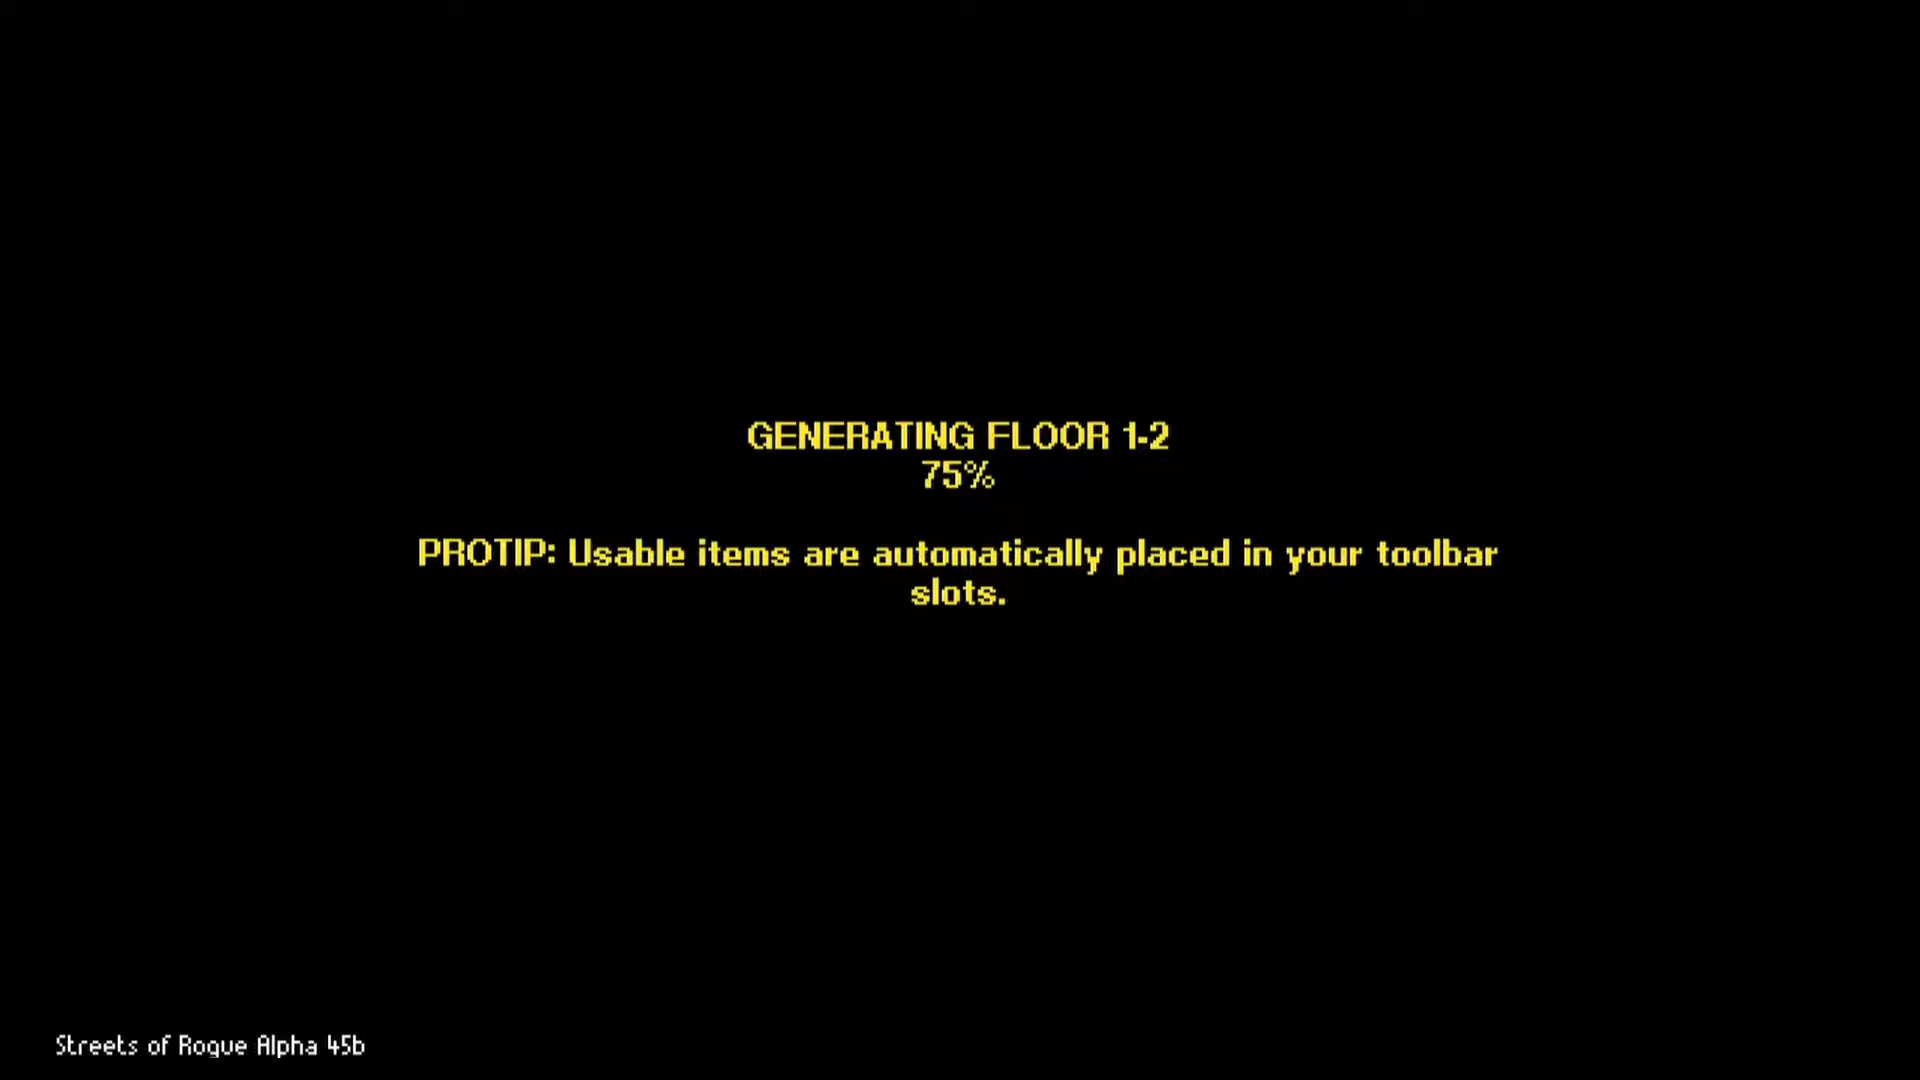 GENERATING FLOOR 1-2
75%
PROTIP: Usable items are automatically placed in your toolbar
slots.
Streets of Rogue Alpha 45b